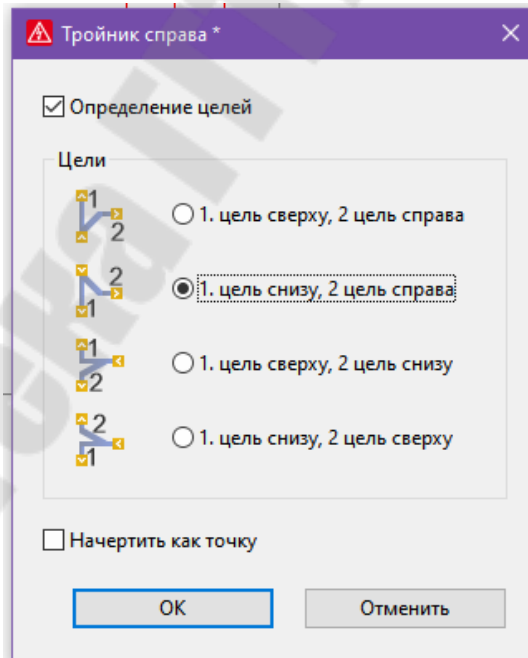 Тройник справа *
Определение целей
Цели
1
2
1. цель сверху, 2 цель справа
2
1
1. цель снизу, 2 цель справа
1
2
1. цель сверху, 2 цель снизу
2
1
1. цель снизу, 2 цель сверху
Начертить как точку
OK
Отменить